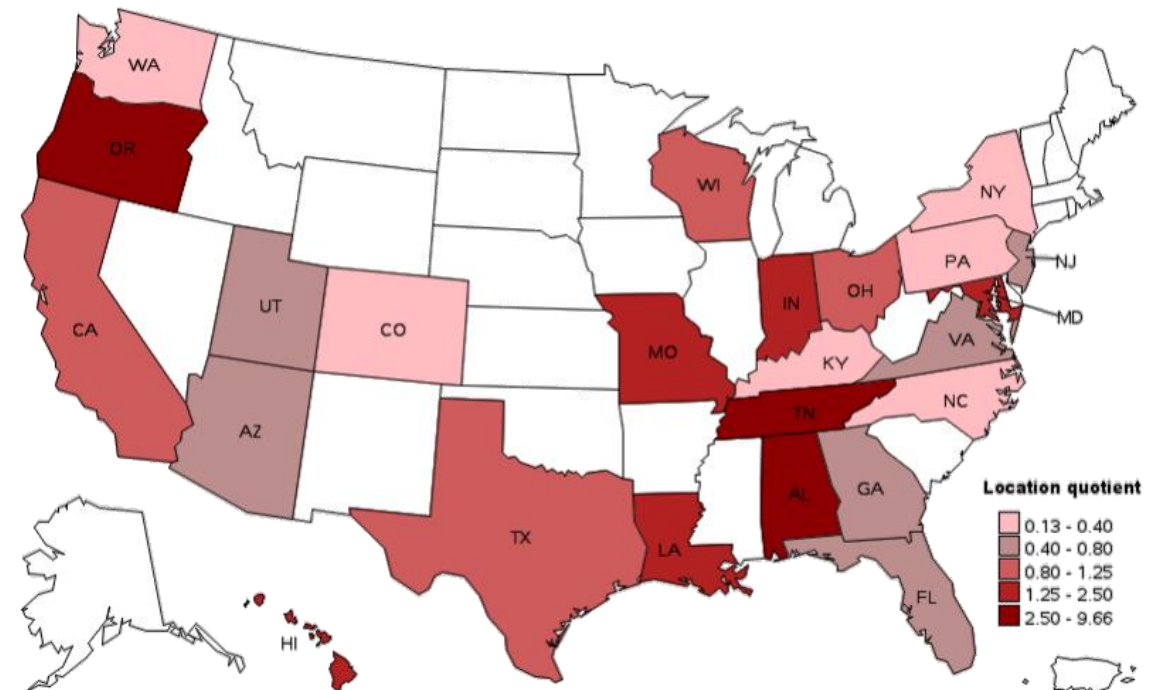 WA
OR
WI
NY
PA
NJ
UT
CO
CA
IN
OH
MD
MO
KY
VA
AZ
TN
NC
AL
GA
TX
LA
FL
HI
Location quotient
0.13 - 0.40
0.40 - 0.80
0.80 - 1.25
1.25 - 2.50
2.50 - 9.66